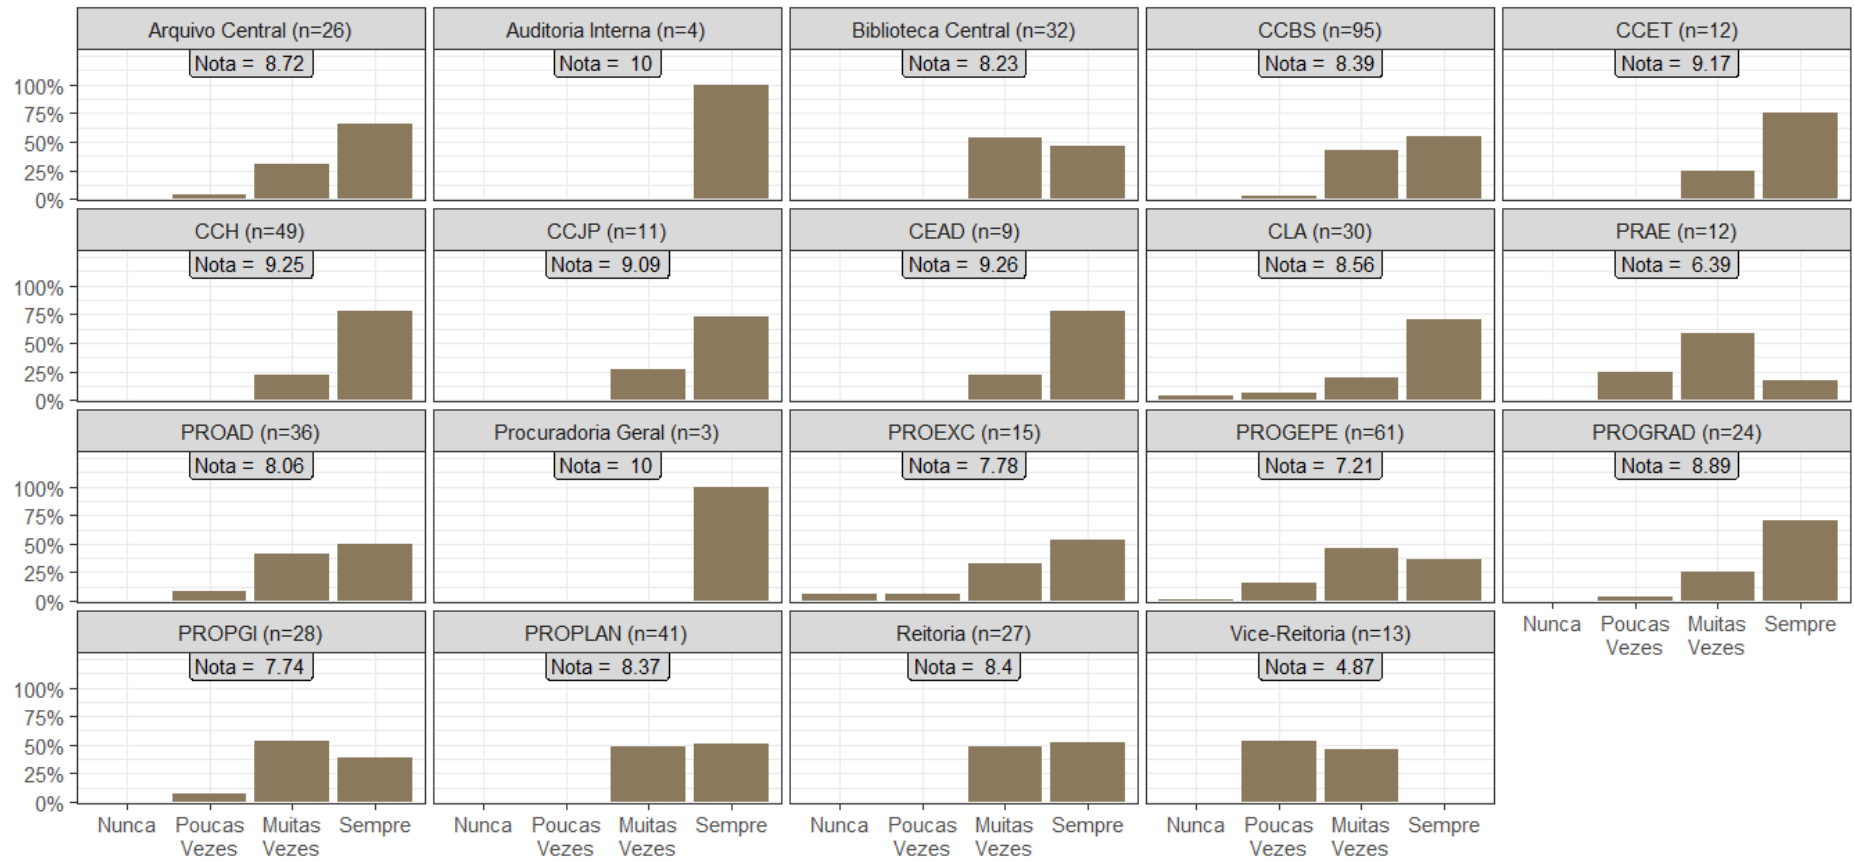 Arquivo Central (n=26)
Auditoria Interna (n=4)
Biblioteca Central (n=32)
CCBS (n=95)
CCET (n=12)
Nota = 8.72
Nota = 10
Nota = 8.23
Nota = 8.39
Nota = 9.17
100%
75%
50%
25%
0%
CCH (n=49)
CCJP (n=11)
CEAD (n=9)
CLA (n=30)
PRAE (n=12)
Nota = 9.25
Nota = 9.09
Nota = 9.26
Nota = 8.56
Nota = 6.39
100%
75%
50%
25%
0%
PROAD (n=36)
Procuradoria Geral (n=3)
PROEXC (n=15)
PROGEPE (n=61)
PROGRAD (n=24)
Nota = 8.06
Nota = 10
Nota = 7.78
Nota = 7.21
Nota = 8.89
100%
75%
50%
25%
0%
Nunca
Poucas
Vezes
Muitas
Vezes
Sempre
PROPGI (n=28)
PROPLAN (n=41)
Reitoria (n=27)
Vice-Reitoria (n=13)
Nota = 7.74
Nota = 8.37
Nota = 8.4
Nota = 4.87
100%
75%
50%
25%
0%
Nunca
Poucas
Vezes
Muitas
Vezes
Sempre
Nunca
Poucas
Vezes
Muitas
Vezes
Sempre
Nunca
Poucas
Vezes
Muitas
Vezes
Sempre
Nunca
Poucas
Vezes
Muitas
Vezes
Sempre